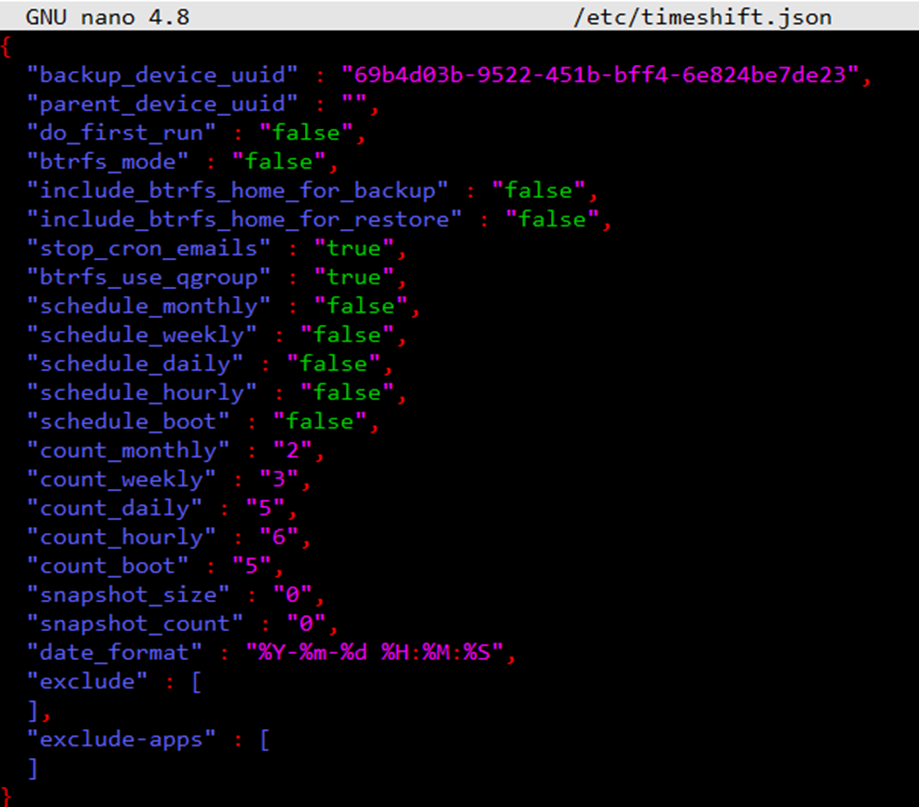 GNU nano 4.8 /etc/timeshift.json
{
"backup_device_uuid" : "69b4d03b-9522-451b-bff4-6e824be7de23",
"parent_device_uuid" : "",
"do_first_run" : "false",
"btrfs_mode" : "false",
"include_btrfs_home_for_backup" : "false",
"include_btrfs_home_for_restore" : "false",
"stop_cron_emails" : "true",
"btrfs_use_qgroup" : "true",
"schedule_monthly" : "false",
"schedule_weekly" : "false",
"schedule_daily" : "false",
"schedule_hourly" : "false",
"schedule_boot" : "false",
"count_monthly" : "2",
"count_weekly" : "3",
"count_daily" : "5",
"count_hourly" : "6",
"count_boot" : "5",
"snapshot_size" : "0",
"snapshot_count" : "0",
"date_format" : "%Y-%m-%d %H:%M:%S",
"exclude" : [
],
"exclude-apps" : [
]
}